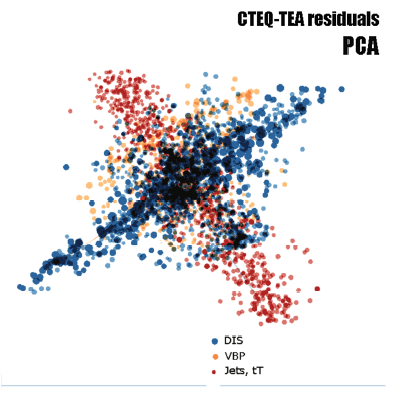 CTEQ-TEA residuals
PCA
DIS
VBP
Jets, tT